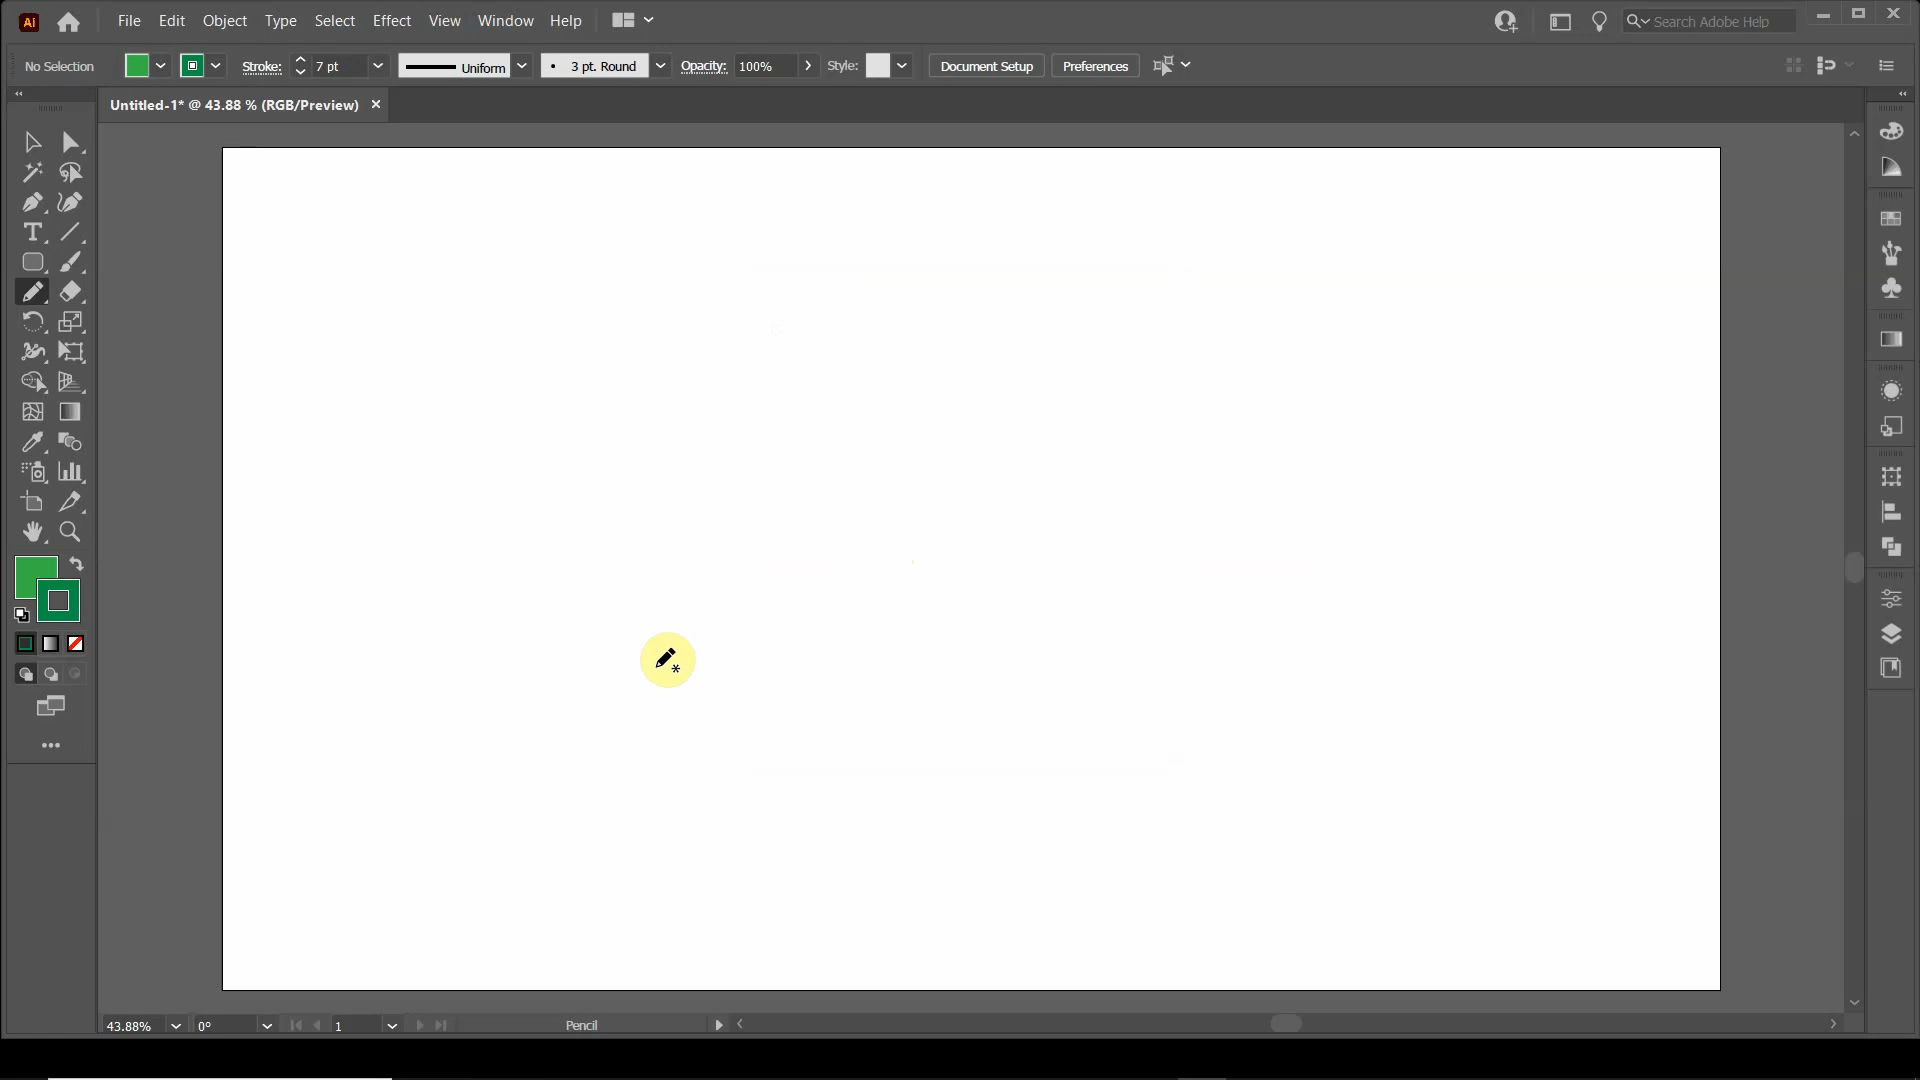 Ai File Edit Object Type Select Effect View Window Help Search Adobe Help
No Selection Stroke: 7 pt Uniform 3 pt. Round Opacity: 100% Style: Document Setup Preferences
Untitled-1* @ 43.88 % (RGB/Preview)
43.88% 0° 1 Pencil